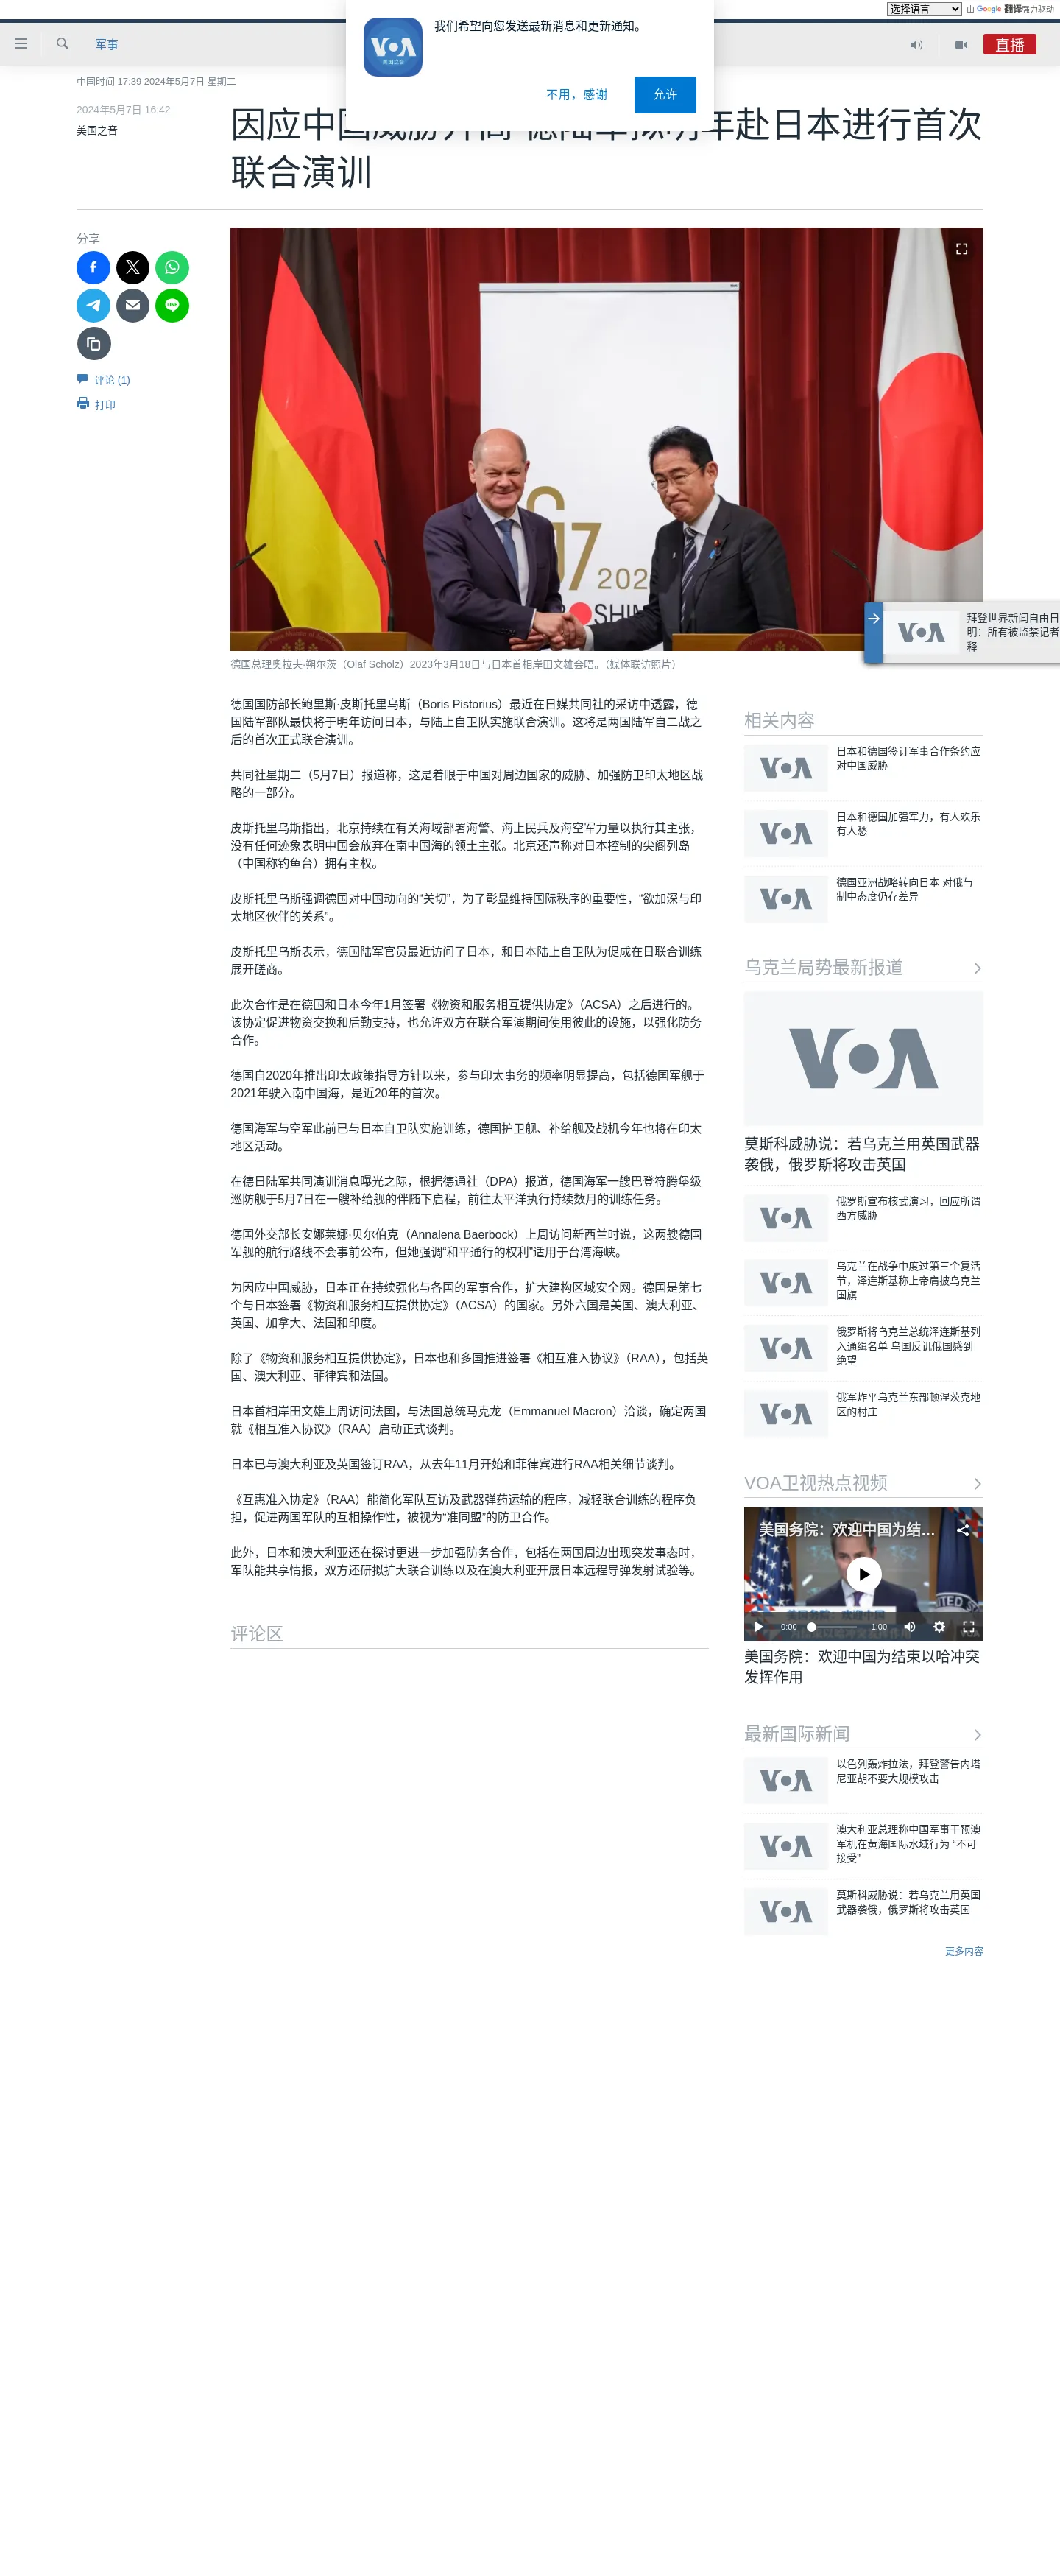 选择语言
由 Google 翻译强力驱动
我们希望向您发送最新消息和更新通知。
VOA
美国之音
不用，感谢
允许
军事
直播
中国时间 17:39 2024年5月7日 星期二
2024年5月7日 16:42
美国之音
因应中国威胁升高
年赴日本进行首次
联合演训
分享
评论 (1)
打印
德国总理奥拉夫·朔尔茨（Olaf Scholz）2023年3月18日与日本首相岸田文雄会晤。（媒体联访照片）
拜登世界新闻自由日
明：所有被监禁记者
释
德国国防部长鲍里斯·皮斯托里乌斯（Boris Pistorius）最近在日媒共同社的采访中透露，德
国陆军部队最快将于明年访问日本，与陆上自卫队实施联合演训。这将是两国陆军自二战之
后的首次正式联合演训。
共同社星期二（5月7日）报道称，这是着眼于中国对周边国家的威胁、加强防卫印太地区战
略的一部分。
皮斯托里乌斯指出，北京持续在有关海域部署海警、海上民兵及海空军力量以执行其主张，
没有任何迹象表明中国会放弃在南中国海的领土主张。北京还声称对日本控制的尖阁列岛
（中国称钓鱼台）拥有主权。
皮斯托里乌斯强调德国对中国动向的“关切”，为了彰显维持国际秩序的重要性，“欲加深与印
太地区伙伴的关系”。
皮斯托里乌斯表示，德国陆军官员最近访问了日本，和日本陆上自卫队为促成在日联合训练
展开磋商。
此次合作是在德国和日本今年1月签署《物资和服务相互提供协定》（ACSA）之后进行的。
该协定促进物资交换和后勤支持，也允许双方在联合军演期间使用彼此的设施，以强化防务
合作。
德国自2020年推出印太政策指导方针以来，参与印太事务的频率明显提高，包括德国军舰于
2021年驶入南中国海，是近20年的首次。
德国海军与空军此前已与日本自卫队实施训练，德国护卫舰、补给舰及战机今年也将在印太
地区活动。
在德日陆军共同演训消息曝光之际，根据德通社（DPA）报道，德国海军一艘巴登符腾堡级
巡防舰于5月7日在一艘补给舰的伴随下启程，前往太平洋执行持续数月的训练任务。
德国外交部长安娜莱娜·贝尔伯克（Annalena Baerbock）上周访问新西兰时说，这两艘德国
军舰的航行路线不会事前公布，但她强调“和平通行的权利”适用于台湾海峡。
为因应中国威胁，日本正在持续强化与各国的军事合作，扩大建构区域安全网。德国是第七
个与日本签署《物资和服务相互提供协定》（ACSA）的国家。另外六国是美国、澳大利亚、
英国、加拿大、法国和印度。
除了《物资和服务相互提供协定》，日本也和多国推进签署《相互准入协议》（RAA），包括英
国、澳大利亚、菲律宾和法国。
日本首相岸田文雄上周访问法国，与法国总统马克龙（Emmanuel Macron）洽谈，确定两国
就《相互准入协议》（RAA）启动正式谈判。
日本已与澳大利亚及英国签订RAA，从去年11月开始和菲律宾进行RAA相关细节谈判。
《互惠准入协定》（RAA）能简化军队互访及武器弹药运输的程序，减轻联合训练的程序负
担，促进两国军队的互相操作性，被视为“准同盟”的防卫合作。
此外，日本和澳大利亚还在探讨更进一步加强防务合作，包括在两国周边出现突发事态时，
军队能共享情报，双方还研拟扩大联合训练以及在澳大利亚开展日本远程导弹发射试验等。
评论区
相关内容
日本和德国签订军事合作条约应
对中国威胁
日本和德国加强军力，有人欢乐
有人愁
德国亚洲战略转向日本 对俄与
制中态度仍存差异
乌克兰局势最新报道
VOA
莫斯科威胁说：若乌克兰用英国武器
袭俄，俄罗斯将攻击英国
俄罗斯宣布核武演习，回应所谓
西方威胁
乌克兰在战争中度过第三个复活
节，泽连斯基称上帝肩披乌克兰
国旗
俄罗斯将乌克兰总统泽连斯基列
入通缉名单 乌国反讥俄国感到
绝望
俄军炸平乌克兰东部顿涅茨克地
区的村庄
VOA卫视热点视频
美国务院：欢迎中国为结…
0:00
1:00
美国务院：欢迎中国为结束以哈冲突
发挥作用
最新国际新闻
以色列轰炸拉法，拜登警告内塔
尼亚胡不要大规模攻击
澳大利亚总理称中国军事干预澳
军机在黄海国际水域行为 “不可
接受”
莫斯科威胁说：若乌克兰用英国
武器袭俄，俄罗斯将攻击英国
更多内容